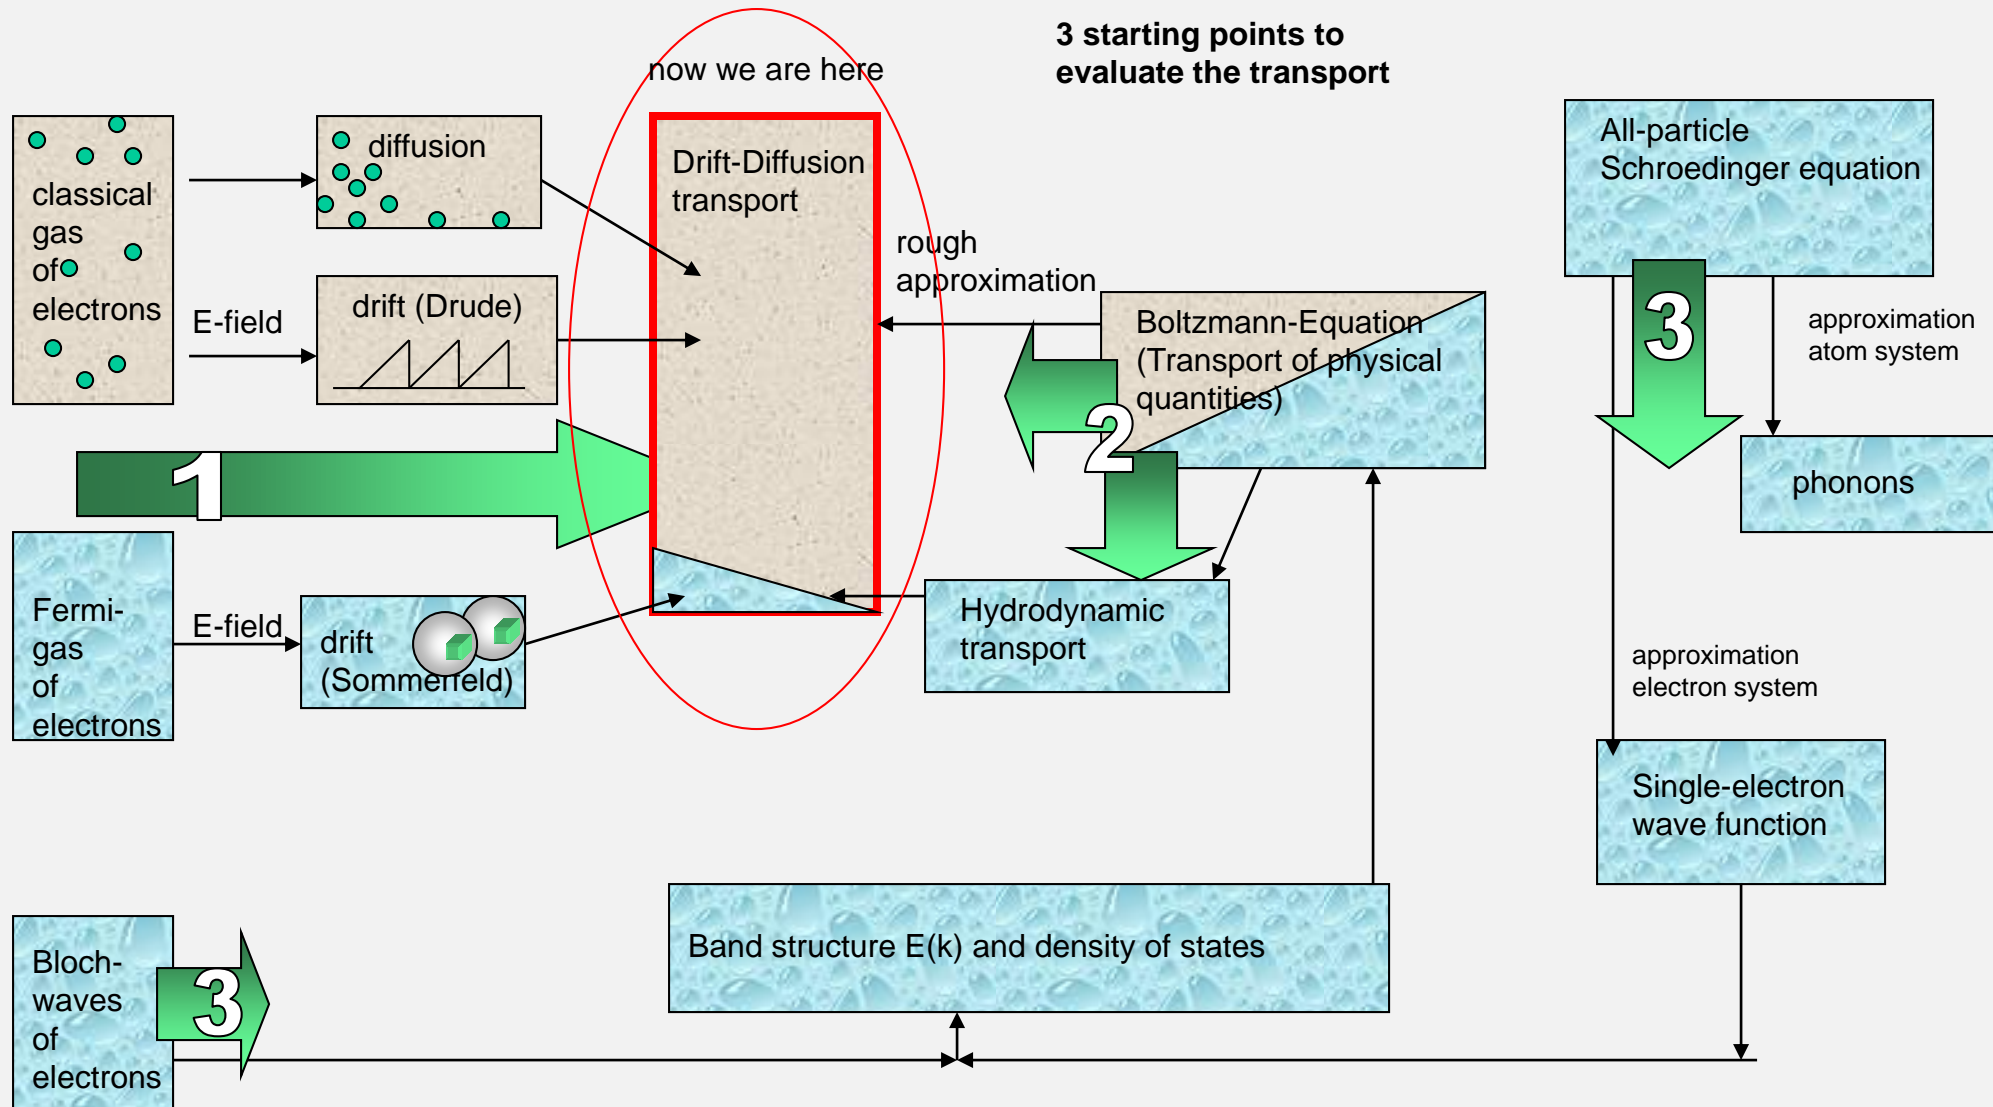 3 starting points to
evaluate the transport
now we are here
classical
gas
of
electrons
diffusion
E-field
drift (Drude)
Drift-Diffusion
transport
rough
approximation
Boltzmann-Equation
(Transport of physical
quantities)
All-particle
Schroedinger equation
3
approximation
atom system
phonons
1
2
Fermi-
gas
of
electrons
E-field
drift
(Sommerfeld)
Hydrodynamic
transport
approximation
electron system
Single-electron
wave function
Bloch-
waves
of
electrons
3
Band structure E(k) and density of states